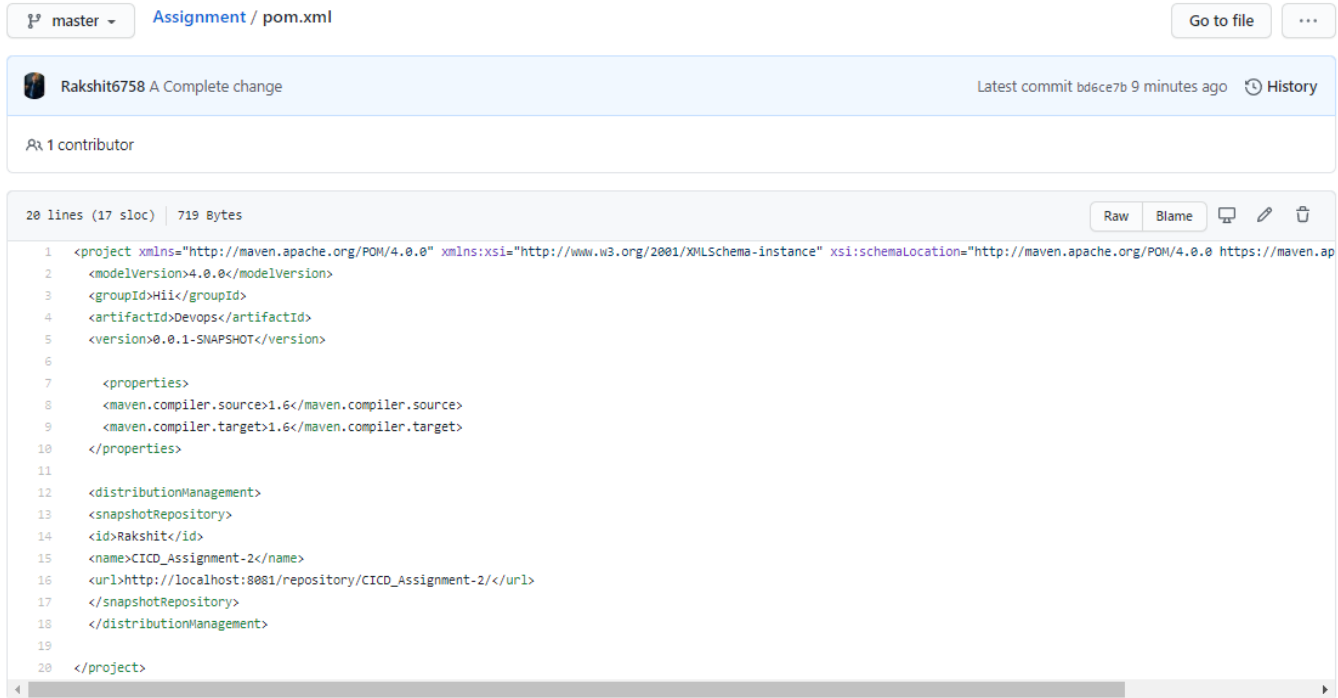 master
Assignment / pom.xml
Go to file
...
Rakshit6758 A Complete change
Latest commit bd6ce7b 9 minutes ago
History
1 contributor
20 lines (17 sloc) | 719 Bytes
Raw
Blame
1 <project xmlns="http://maven.apache.org/POM/4.0.0" xmlns:xsi="http://www.w3.org/2001/XMLSchema-instance" xsi:schemaLocation="http://maven.apache.org/POM/4.0.0 https://maven.ap
2 <modelVersion>4.0.0</modelVersion>
3 <groupId>Hii</groupId>
4 <artifactId>Devops</artifactId>
5 <version>0.0.1-SNAPSHOT</version>
6
7 <properties>
8 <maven.compiler.source>1.6</maven.compiler.source>
9 <maven.compiler.target>1.6</maven.compiler.target>
10 </properties>
11
12 <distributionManagement>
13 <snapshotRepository>
14 <id>Rakshit</id>
15 <name>CICD_Assignment-2</name>
16 <url>http://localhost:8081/repository/CICD_Assignment-2/</url>
17 </snapshotRepository>
18 </distributionManagement>
19
20 </project>